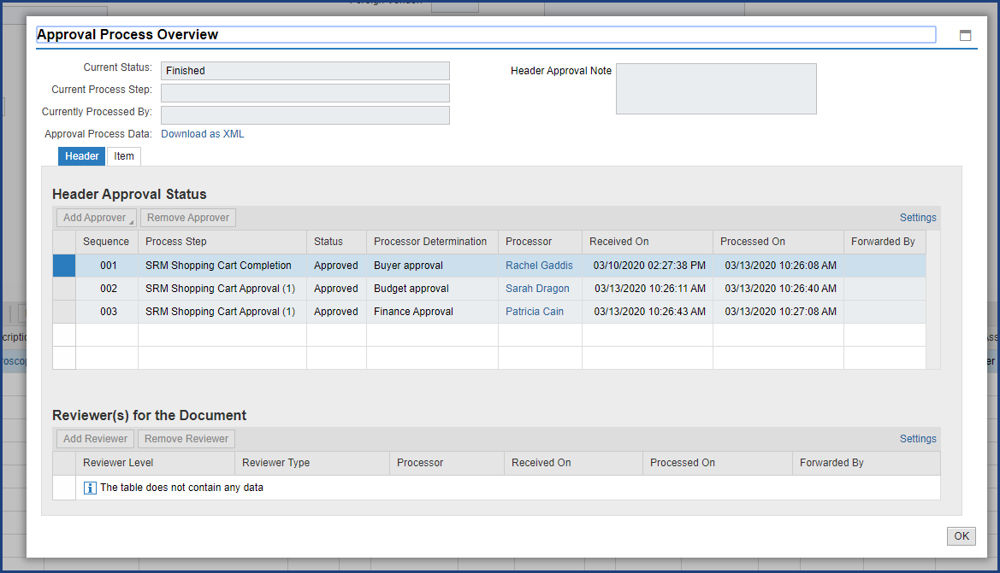 Approval Process Overview
Current Status: Finished
Header Approval Note
Current Process Step:
Currently Processed By:
Approval Process Data: Download as XML
Header Item
Header Approval Status
Add Approver Remove Approver Settings
Sequence Process Step Status Processor Determination Processor Received On Processed On Forwarded By
001 SRM Shopping Cart Completion Approved Buyer approval Rachel Gaddis 03/10/2020 02:27:38 PM 03/13/2020 10:26:08 AM
002 SRM Shopping Cart Approval (1) Approved Budget approval Sarah Dragon 03/13/2020 10:26:11 AM 03/13/2020 10:26:40 AM
003 SRM Shopping Cart Approval (1) Approved Finance Approval Patricia Cain 03/13/2020 10:26:43 AM 03/13/2020 10:27:08 AM
Reviewer(s) for the Document
Add Reviewer Remove Reviewer Settings
Reviewer Level Reviewer Type Processor Received On Processed On Forwarded By
The table does not contain any data
OK